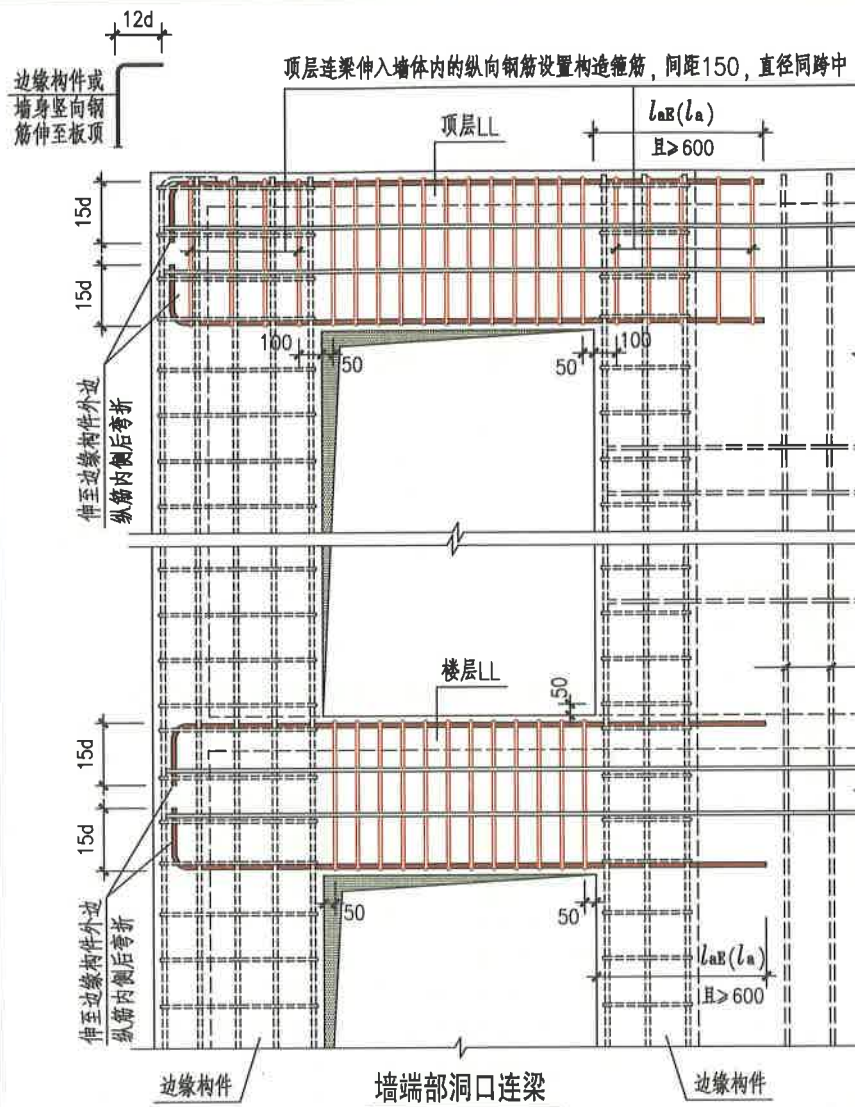 12d
顶层连梁伸入墙体内的纵向钢筋设置构造箍筋，间距150，直径同跨中
边缘构件或
墙身竖向钢
筋伸至板顶
顶层LL
laE(la)
且≥600
15d
15d
100
50
50
100
伸至边缘构件外边
纵筋内侧后弯折
楼层LL
50
15d
15d
50
50
伸至边缘构件外边
纵筋内侧后弯折
laE(la)
且≥600
边缘构件
墙端部洞口连梁
边缘构件